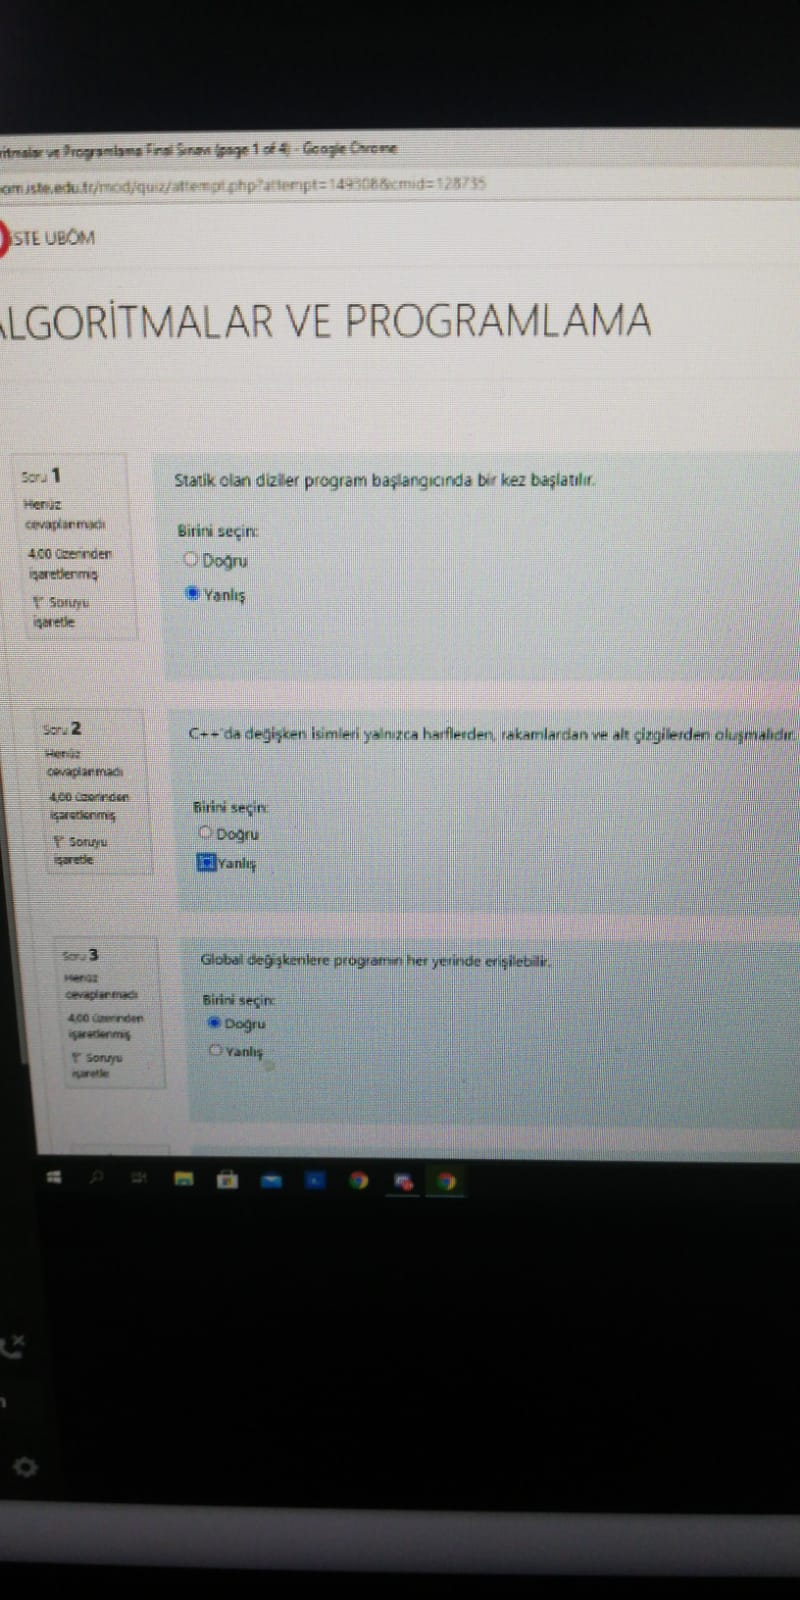 ritmalar ve Programlama Final Sınavı (page 1 of 4) - Google Chrome
om.iste.edu.tr/mod/quiz/attempt.php?attempt=149308&cmid=128735
İSTE UBÖM
ALGORİTMALAR VE PROGRAMLAMA
Soru 1
Henüz
cevaplanmadı
4,00 üzerinden
işaretlenmiş
Soruyu
işaretle
Statik olan diziler program başlangıcında bir kez başlatılır.
Birini seçin:
Doğru
Yanlış
Soru 2
Henüz
cevaplanmadı
4,00 üzerinden
işaretlenmiş
Soruyu
işaretle
C++'da değişken isimleri yalnızca harflerden, rakamlardan ve alt çizgilerden oluşmalıdır.
Birini seçin:
Doğru
Yanlış
Soru 3
Henüz
cevaplanmadı
4,00 üzerinden
işaretlenmiş
Soruyu
işaretle
Global değişkenlere programın her yerinde erişilebilir.
Birini seçin:
Doğru
Yanlış